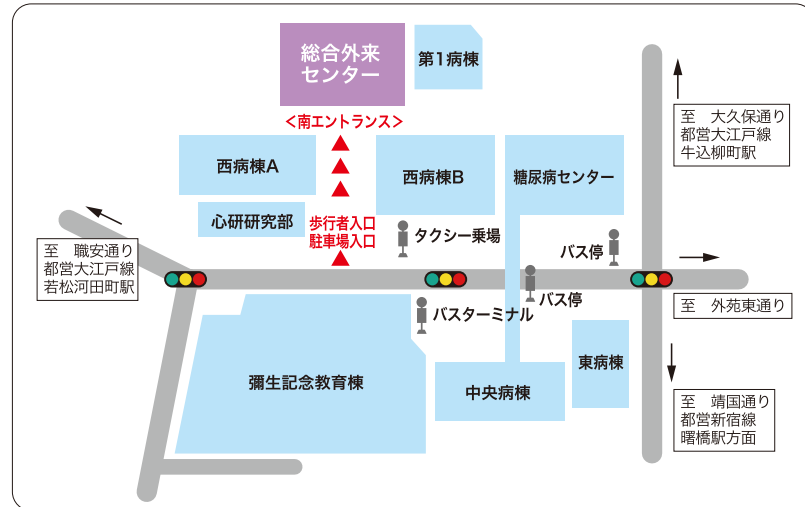 総合外来
センター
第1病棟
<南エントランス>
至　大久保通り
都営大江戸線
牛込柳町駅
西病棟A
西病棟B
糖尿病センター
心研研究部
歩行者入口
駐車場入口
タクシー乗場
バス停
至　職安通り
都営大江戸線
若松河田町駅
バス停
至　外苑東通り
バスターミナル
彌生記念教育棟
中央病棟
東病棟
至　靖国通り
都営新宿線
曙橋駅方面